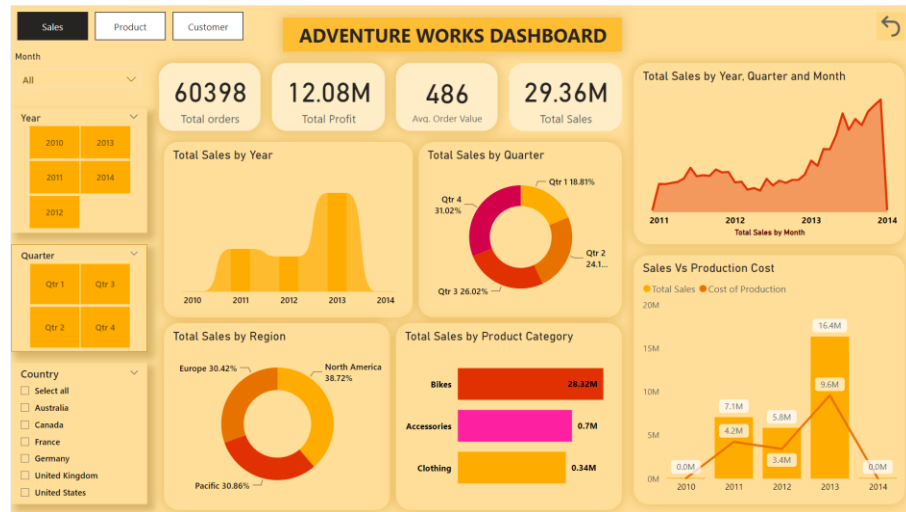 Sales
Product
Customer
ADVENTURE WORKS DASHBOARD
Month
All
Year
2010
2013
2011
2014
2012
Quarter
Qtr 1
Qtr 3
Qtr 2
Qtr 4
Country
Select all
Australia
Canada
France
Germany
United Kingdom
United States
60398
Total orders
12.08M
Total Profit
486
Avg. Order Value
29.36M
Total Sales
Total Sales by Year
2010
2011
2012
2013
2014
Total Sales by Quarter
Qtr 1 18.81%
Qtr 2
24.1...
Qtr 3 26.02%
Qtr 4
31.02%
Total Sales by Year, Quarter and Month
2011
2012
2013
2014
Total Sales by Month
Total Sales by Region
Europe 30.42%
North America
38.72%
Pacific 30.86%
Total Sales by Product Category
Bikes
28.32M
Accessories
0.7M
Clothing
0.34M
Sales Vs Production Cost
Total Sales
Cost of Production
20M
15M
10M
5M
0M
0.0M
7.1M
4.2M
5.8M
3.4M
16.4M
9.6M
0.0M
2010
2011
2012
2013
2014